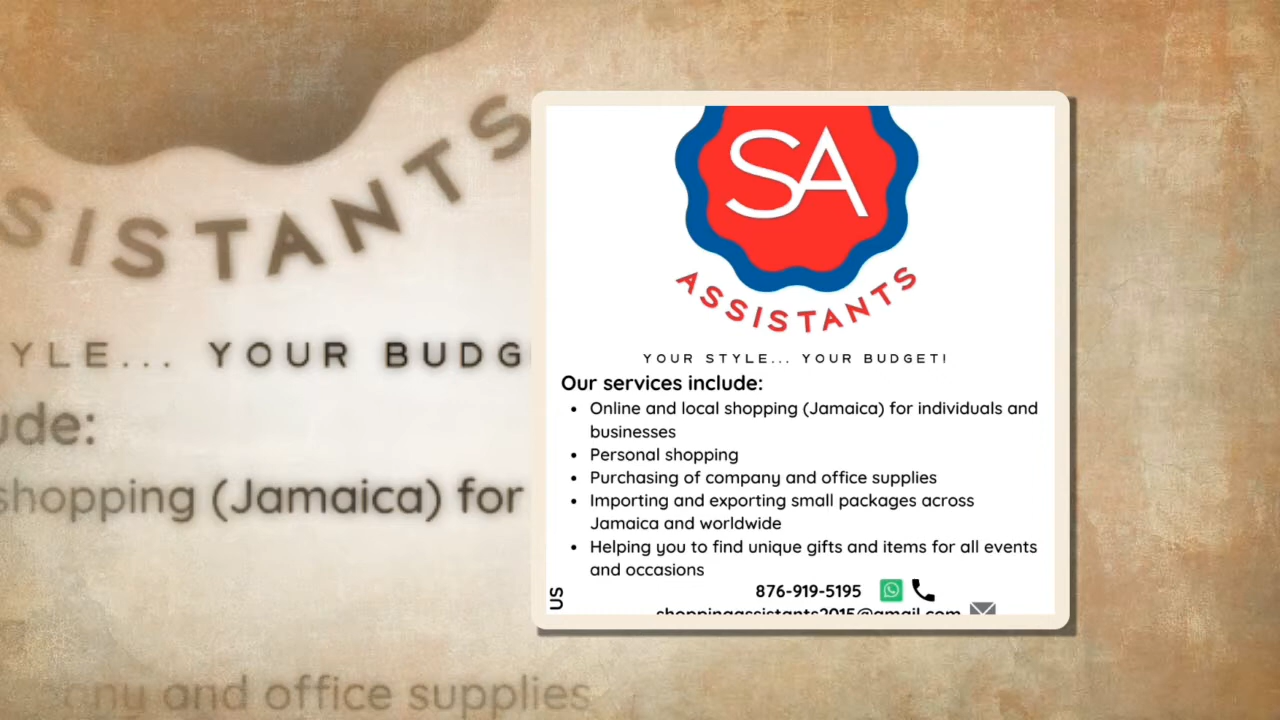 SISTANTS
YLE... YOUR BUDG
ude:
shopping (Jamaica) for
any and office supplies
SA
ASSISTANTS
YOUR STYLE... YOUR BUDGET!
Our services include:
• Online and local shopping (Jamaica) for individuals and
businesses
• Personal shopping
• Purchasing of company and office supplies
• Importing and exporting small packages across
Jamaica and worldwide
• Helping you to find unique gifts and items for all events
and occasions
US
876-919-5195
shoppingassistants2015@gmail.com